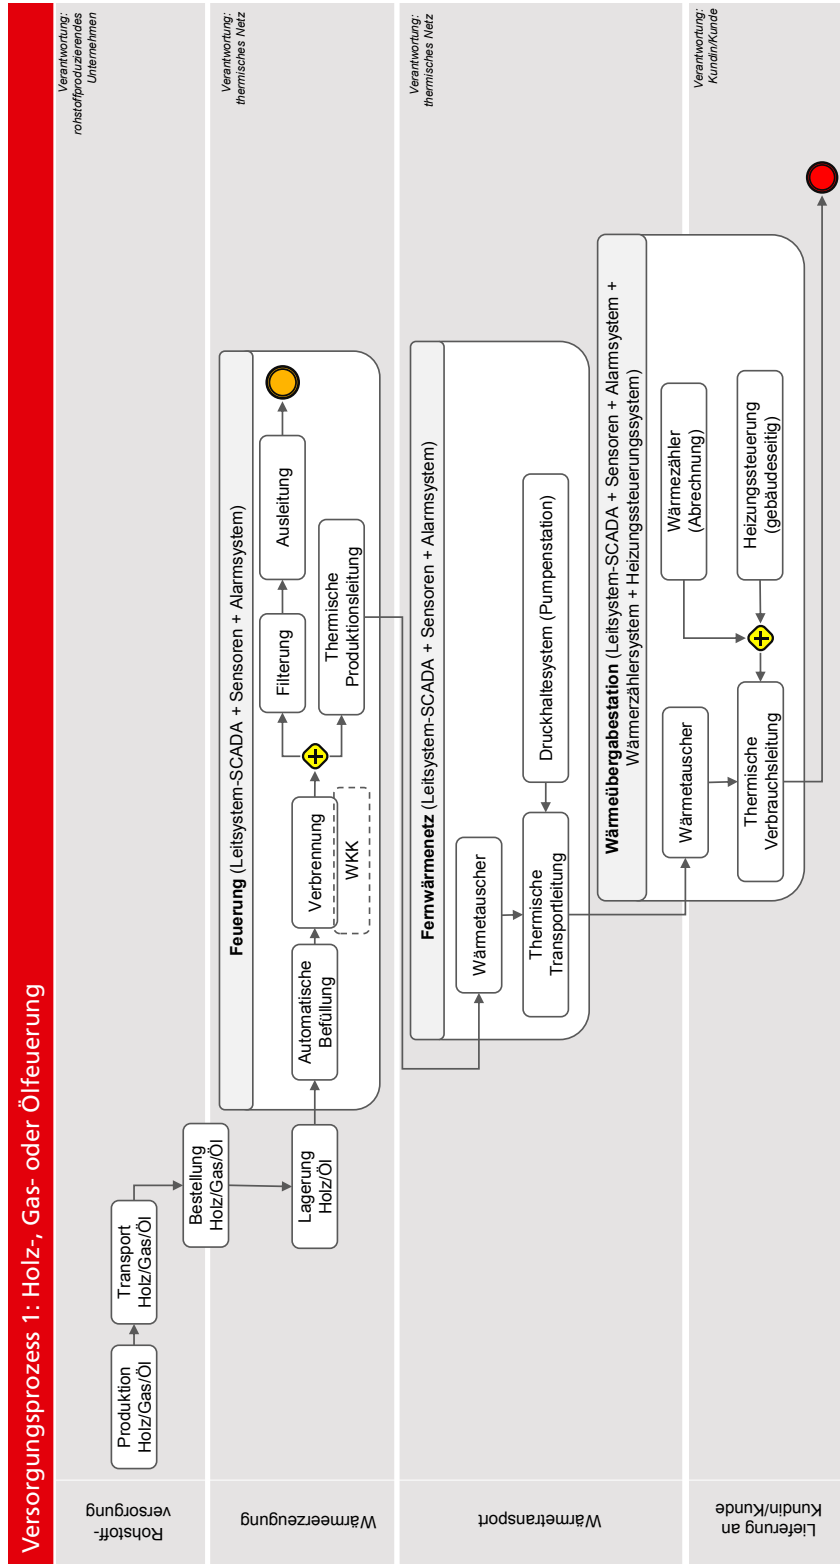 Versorgungsprozess 1: Holz-, Gas- oder Ölfeuerung
Rohstoff-
versorgung
Verantwortung:
rohstoffproduzierendes
Unternehmen
Produktion
Holz/Gas/Öl
Transport
Holz/Gas/Öl
Bestellung
Holz/Gas/Öl
Wärmeerzeugung
Verantwortung:
thermisches Netz
Lagerung
Holz/Öl
Feuerung (Leitsystem-SCADA + Sensoren + Alarmsystem)
Automatische
Befüllung
Verbrennung
WKK
Filterung
Ausleitung
Thermische
Produktionsleitung
Wärmetransport
Verantwortung:
thermisches Netz
Fernwärmenetz (Leitsystem-SCADA + Sensoren + Alarmsystem)
Wärmetauscher
Thermische
Transportleitung
Druckhaltesystem (Pumpenstation)
Lieferung an
Kundin/Kunde
Verantwortung:
Kundin/Kunde
Wärmeübergabestation (Leitsystem-SCADA + Sensoren + Alarmsystem +
Wärmerzählersystem + Heizungssteuerungssystem)
Wärmetauscher
Thermische
Verbrauchsleitung
Wärmezähler
(Abrechnung)
Heizungssteuerung
(gebäudeseitig)